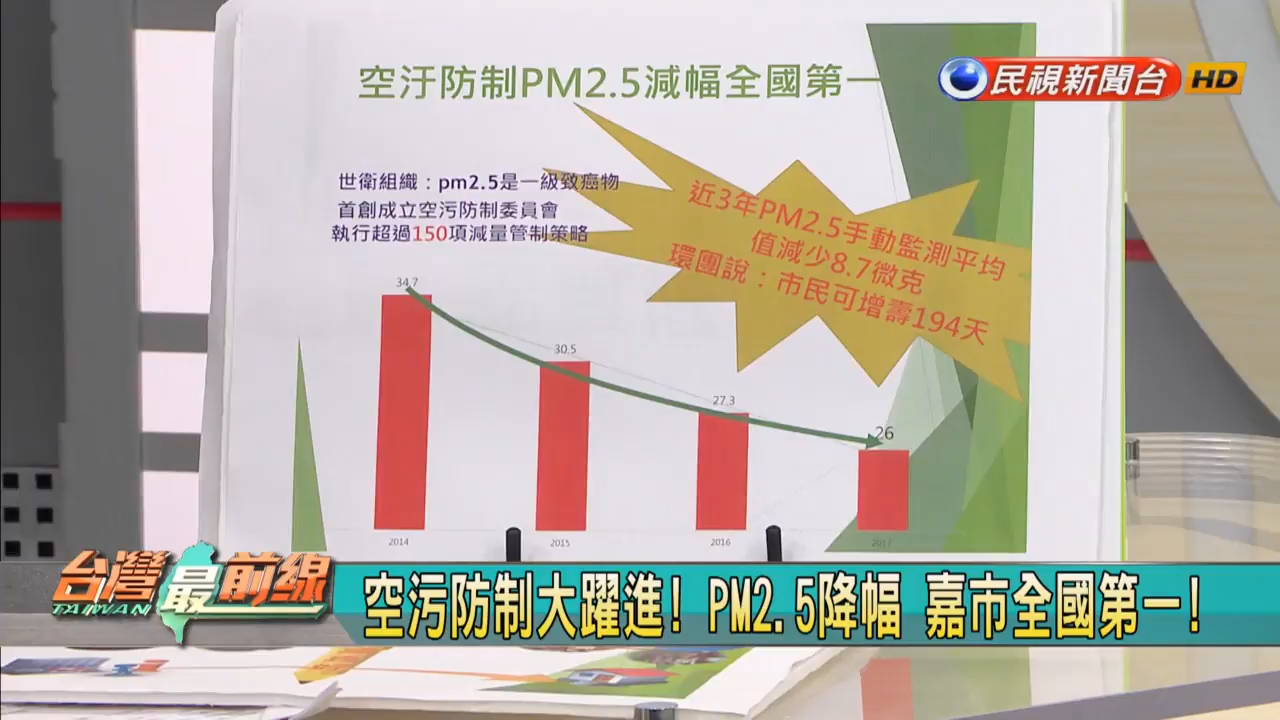 空汙防制PM2.5減幅全國第一
民視新聞台 HD
世衛組織：pm2.5是一級致癌物
首創成立空污防制委員會
執行超過150項減量管制策略
近3年PM2.5手動監測平均
值減少8.7微克
環團說：市民可增壽194天
34.7
30.5
27.3
26
2014
2015
2016
2017
台灣最前線
TAIWAN
空污防制大躍進! PM2.5降幅 嘉市全國第一!